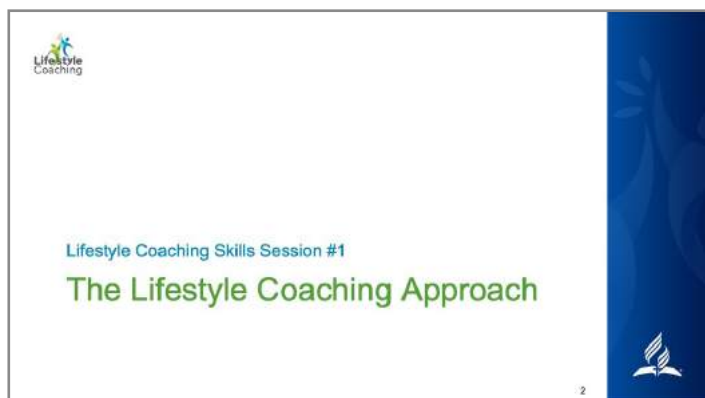 Lifestyle
Coaching
Lifestyle Coaching Skills Session #1
The Lifestyle Coaching Approach
2